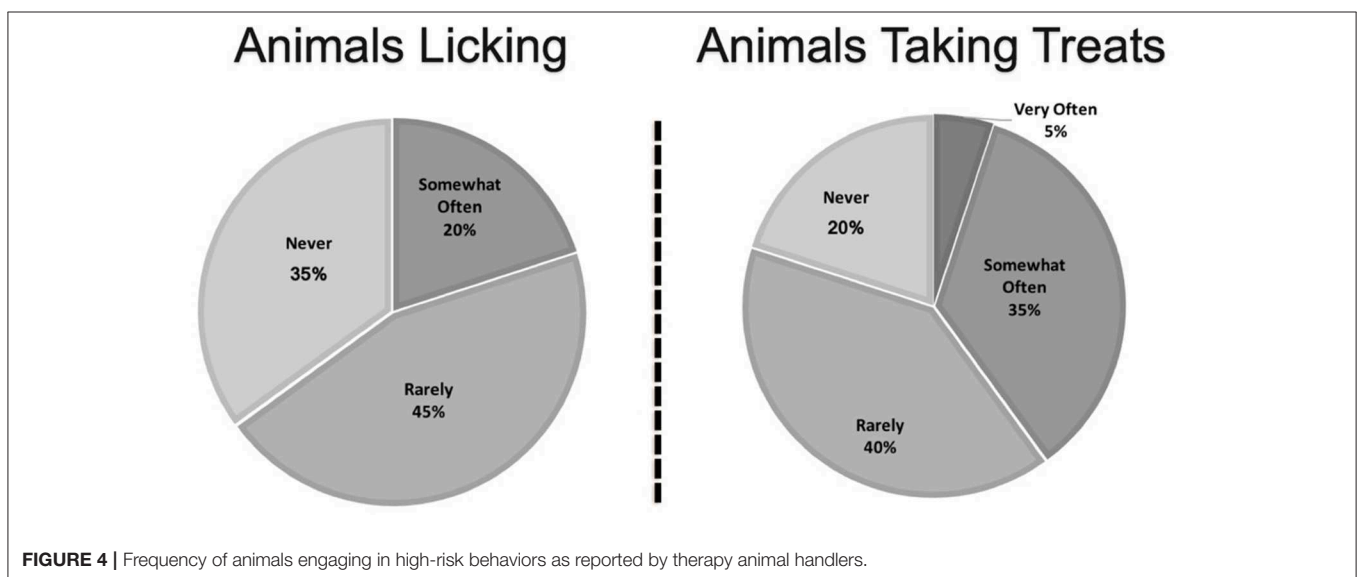 Animals Licking
Somewhat
Often
20%
Never
35%
Rarely
45%
Animals Taking Treats
Very Often
5%
Never
20%
Somewhat
Often
35%
Rarely
40%
FIGURE 4 | Frequency of animals engaging in high-risk behaviors as reported by therapy animal handlers.